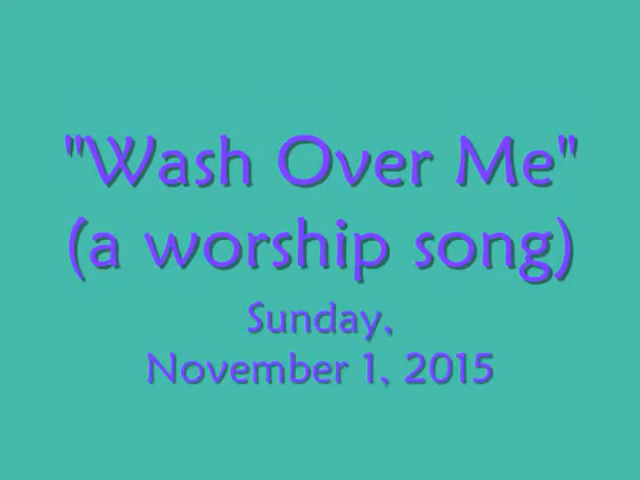 "Wash Over Me"
(a worship song)
Sunday,
November 1, 2015